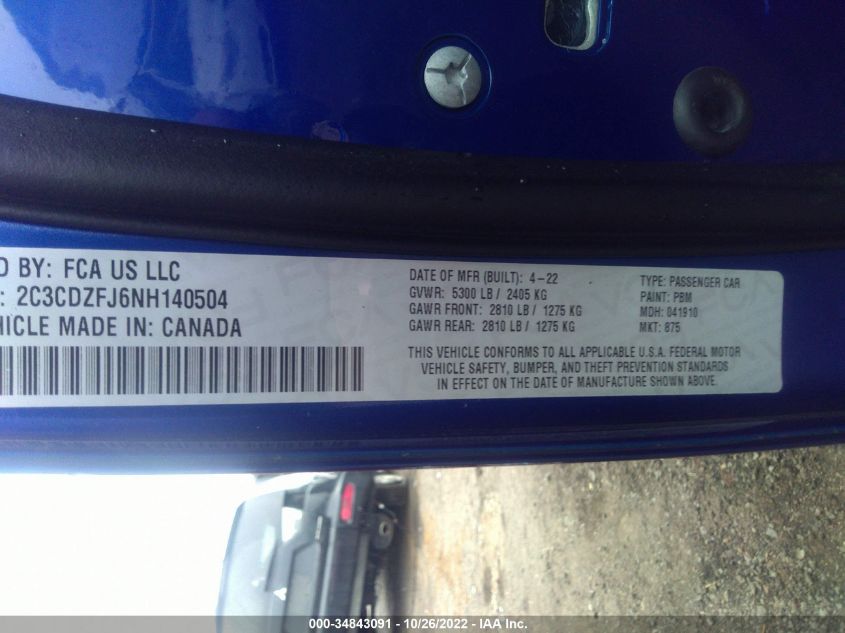 D BY: FCA US LLC
: 2C3CDZFJ6NH140504
HICLE MADE IN: CANADA
DATE OF MFR (BUILT): 4-22
GVWR: 5300 LB / 2405 KG
GAWR FRONT: 2810 LB / 1275 KG
GAWR REAR: 2810 LB / 1275 KG
TYPE: PASSENGER CAR
PAINT: PBM
MDH: 041910
MKT: 875
THIS VEHICLE CONFORMS TO ALL APPLICABLE U.S.A. FEDERAL MOTOR
VEHICLE SAFETY, BUMPER, AND THEFT PREVENTION STANDARDS
IN EFFECT ON THE DATE OF MANUFACTURE SHOWN ABOVE.
000-34843091 - 10/26/2022 - IAA Inc.